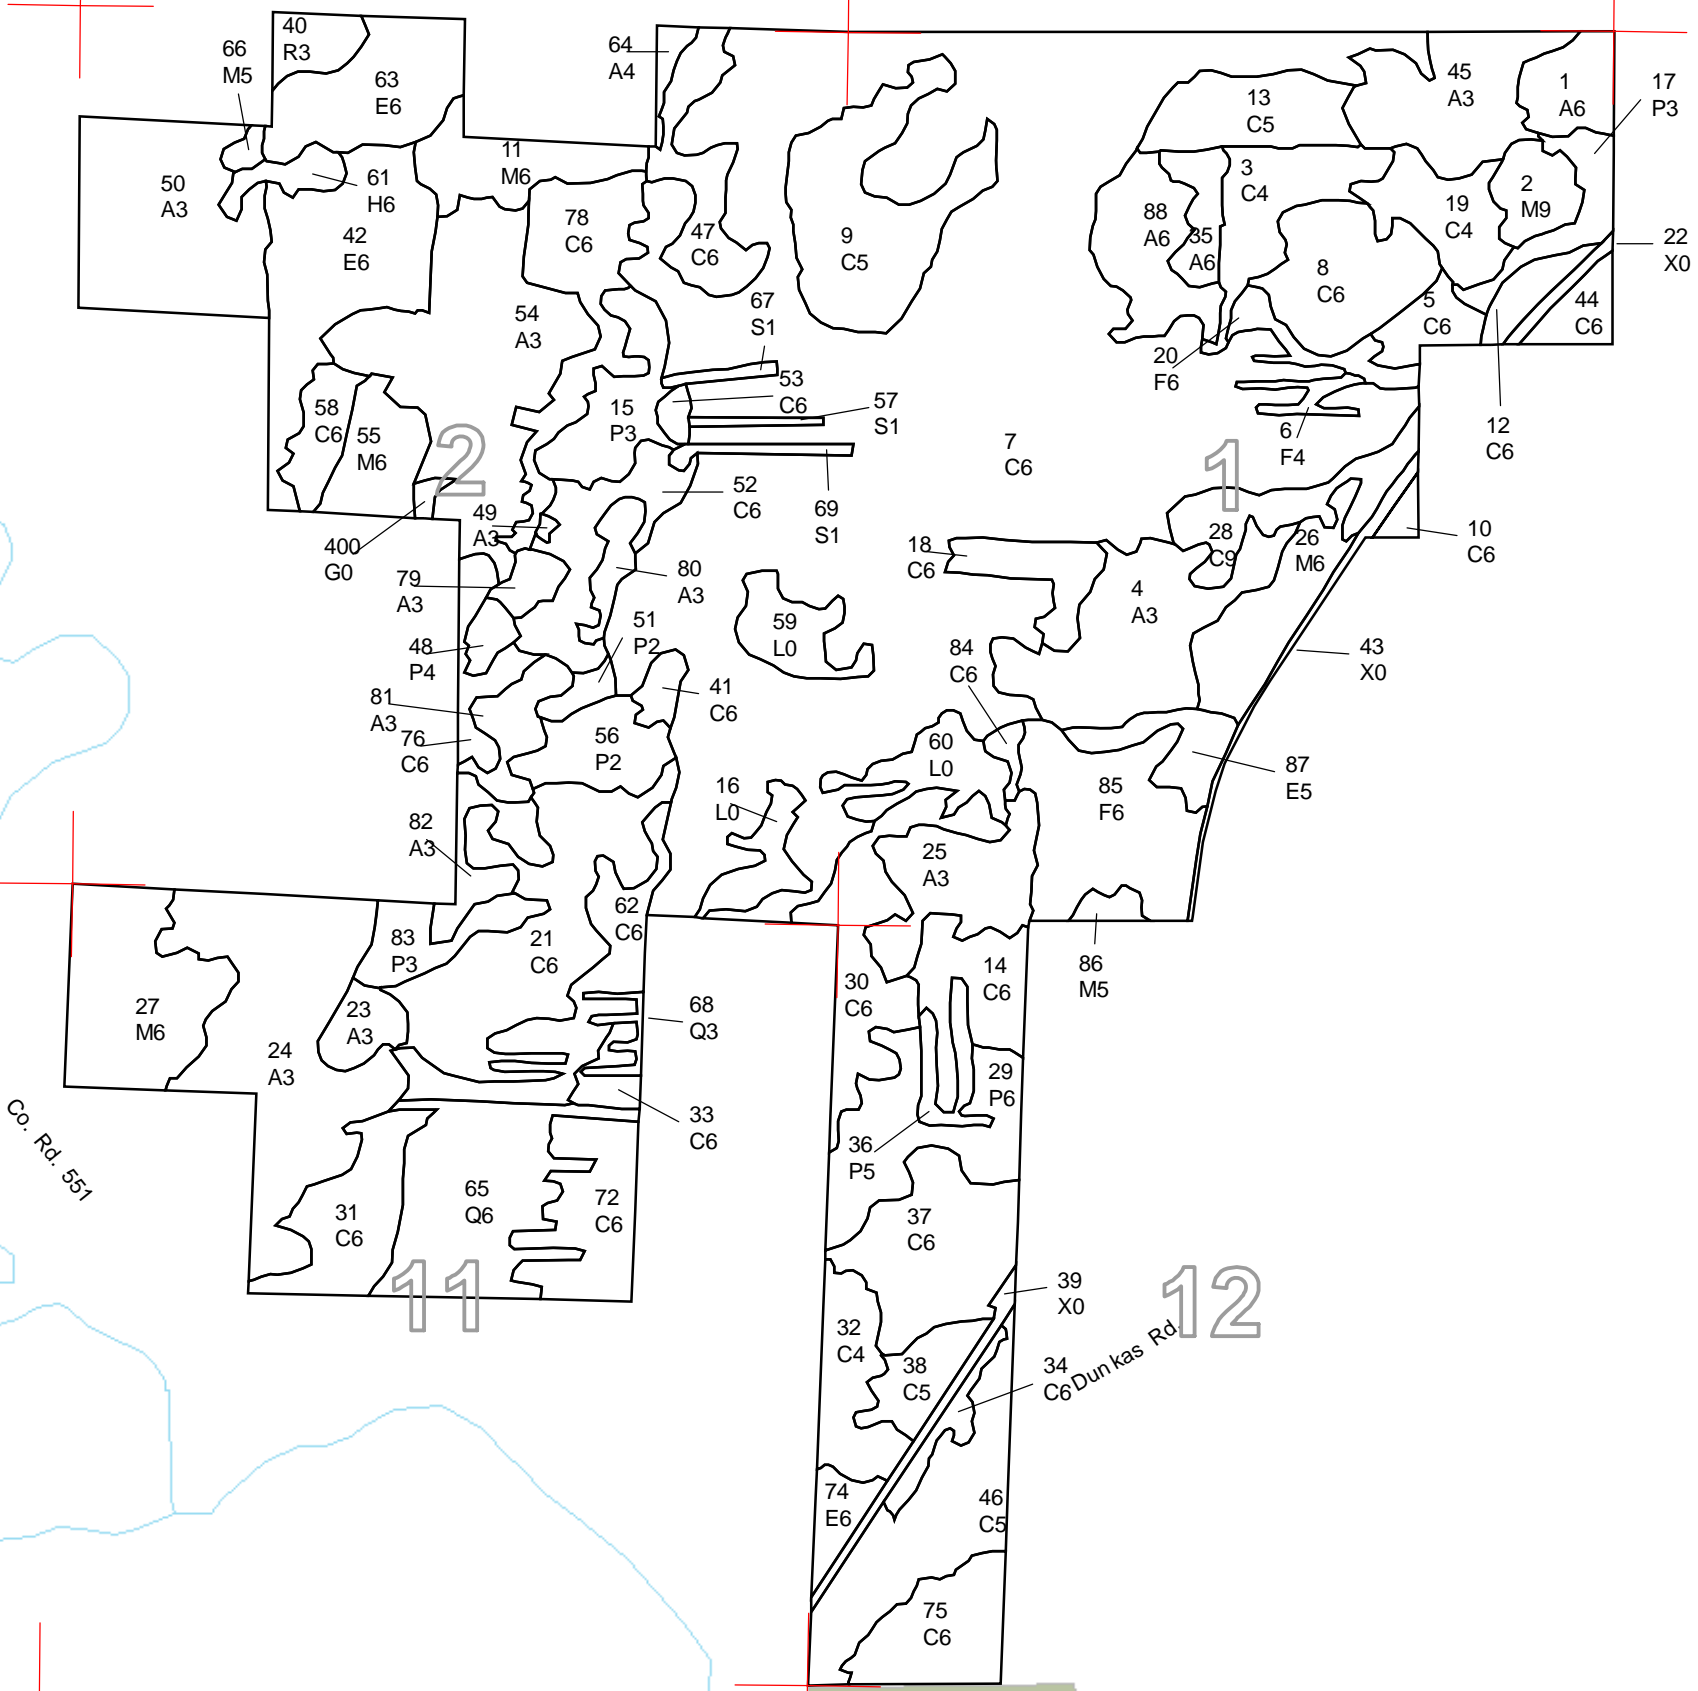 40
R3
66
M5
63
E6
64
A4
45
A3
1
A6
17
P3
13
C5
11
M6
50
A3
61
H6
42
E6
78
C6
47
C6
9
C5
3
C4
88
A6
35
A6
19
C4
2
M9
22
X0
8
C6
5
C6
44
C6
54
A3
67
S1
20
F6
53
C6
57
S1
58
C6
55
M6
15
P3
2
7
C6
1
6
F4
12
C6
52
C6
69
S1
49
A3
400
G0
79
A3
80
A3
18
C6
28
C9
26
M6
10
C6
4
A3
48
P4
51
P2
59
L0
84
C6
43
X0
81
A3
76
C6
41
C6
56
P2
60
L0
16
L0
85
F6
87
E5
82
A3
25
A3
62
C6
83
P3
21
C6
14
C6
86
M5
30
C6
27
M6
23
A3
24
A3
68
Q3
29
P6
33
C6
36
P5
Co. Rd. 551
31
C6
65
Q6
72
C6
37
C6
11
12
39
X0
32
C4
38
C5
34
C6
Dunkas Rd.
74
E6
46
C5
75
C6